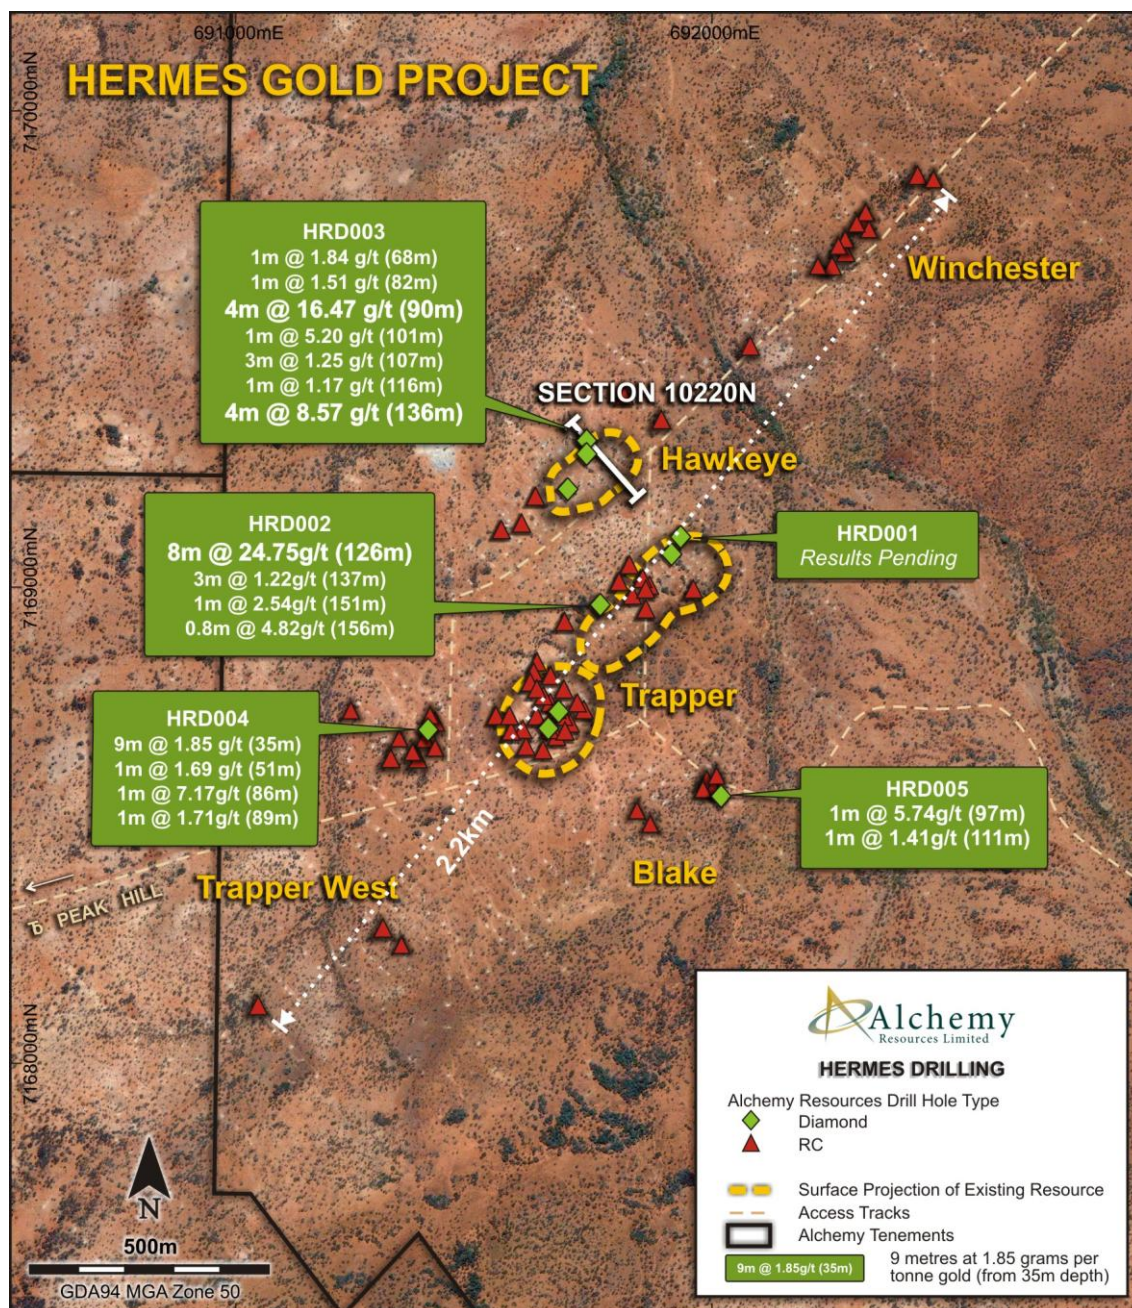 691000mE
692000mE
HERMES GOLD PROJECT
7170000mN
HRD003
1m @ 1.84 g/t (68m)
1m @ 1.51 g/t (82m)
4m @ 16.47 g/t (90m)
1m @ 5.20 g/t (101m)
3m @ 1.25 g/t (107m)
1m @ 1.17 g/t (116m)
4m @ 8.57 g/t (136m)
Winchester
SECTION 10220N
Hawkeye
HRD002
8m @ 24.75g/t (126m)
3m @ 1.22g/t (137m)
1m @ 2.54g/t (151m)
0.8m @ 4.82g/t (156m)
HRD001
Results Pending
7169000mN
Trapper
HRD004
9m @ 1.85 g/t (35m)
1m @ 1.69 g/t (51m)
1m @ 7.17g/t (86m)
1m @ 1.71g/t (89m)
HRD005
1m @ 5.74g/t (97m)
1m @ 1.41g/t (111m)
2.2km
Blake
Trapper West
To PEAK HILL
7168000mN
Alchemy
Resources Limited
HERMES DRILLING
Alchemy Resources Drill Hole Type
Diamond
RC
Surface Projection of Existing Resource
Access Tracks
Alchemy Tenements
9m @ 1.85g/t (35m)
9 metres at 1.85 grams per
tonne gold (from 35m depth)
N
500m
GDA94 MGA Zone 50